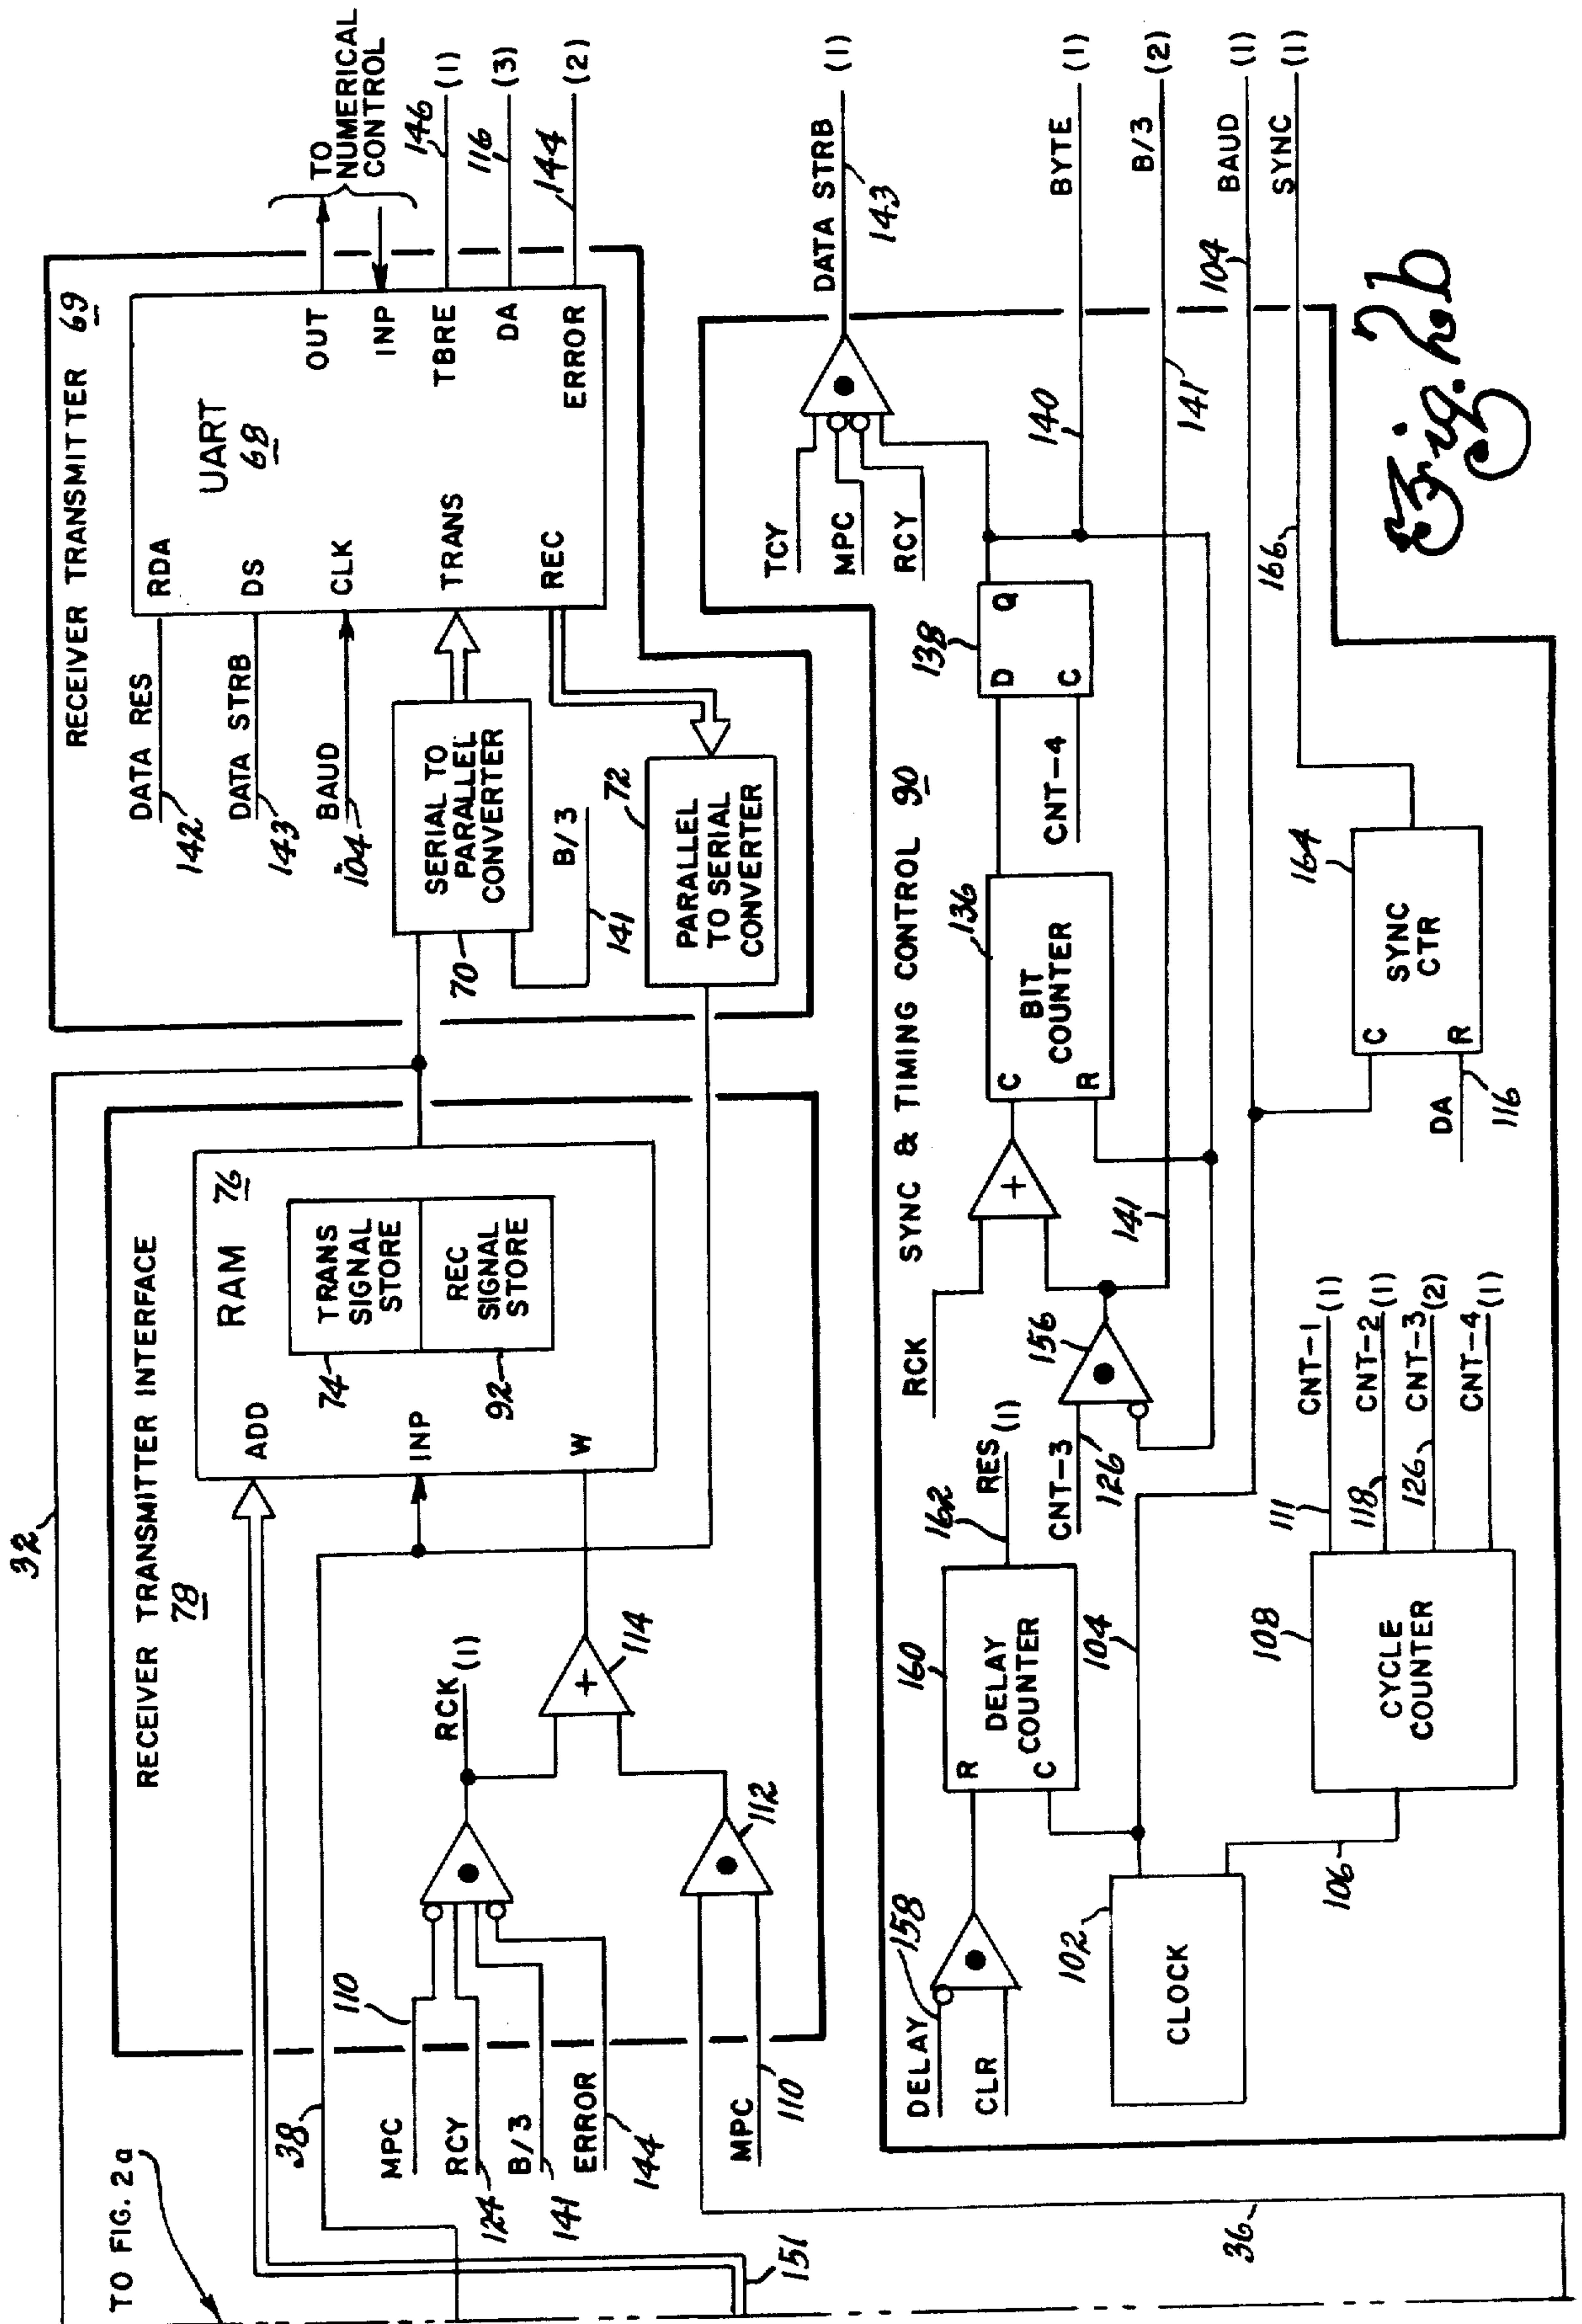 TO FIG. 2a
32
RECEIVER TRANSMITTER INTERFACE
78
38
ADD
RAM 76
TRANS
SIGNAL
STORE
REC
SIGNAL
STORE
74
92
INP
W
MPC
110
RCY
124
B/3
141
ERROR
144
RCK (1)
+
114
MPC
110
112
151
36
RECEIVER TRANSMITTER 69
DATA RES
142
DATA STRB
143
BAUD
104
RDA
DS
CLK
TRANS
REC
UART
68
OUT
INP
TBRE
DA
ERROR
TO
NUMERICAL
CONTROL
146 (1)
116 (3)
144 (2)
SERIAL TO
PARALLEL
CONVERTER
70
B/3
141
72
PARALLEL
TO SERIAL
CONVERTER
SYNC & TIMING CONTROL 90
DELAY
158
CLR
160
R
C
DELAY
COUNTER
162
RES (1)
RCK
CNT-3
126
156
+
C
R
BIT
COUNTER
136
CNT-4
D
C
Q
138
TCY
MPC
RCY
DATA STRB (1)
143
140
BYTE (1)
141
141
B/3 (2)
104
104
BAUD (1)
166
SYNC (1)
102
CLOCK
106
108
CYCLE
COUNTER
111
CNT-1 (1)
118
CNT-2 (1)
126
CNT-3 (2)
CNT-4 (1)
DA
116
C
R
SYNC
CTR
164
Fig. 2b